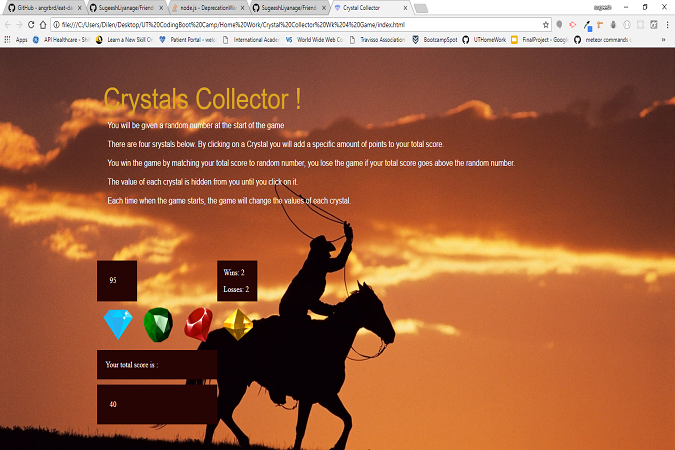 GitHub - angrbrd/eat-da
SugeeshLiyanage/Friend
node.js - DeprecationWa
SugeeshLiyanage/Friend
Crystal Collector
file:///C:/Users/Dilen/Desktop/UT%20CodingBoot%20Camp/Home%20Work/Crystal%20Collector%20Wk%204%20Game/index.html
Apps
API Healthcare - Shi
Learn a New Skill On
Patient Portal - welco
International Academ
World Wide Web Co
Travisso Association
BootcampSpot
UTHomeWork
FinalProject - Google
meteor commands
Crystals Collector !
You will be given a random number at the start of the game
There are four srystals below. By clicking on a Crystal you will add a specific amount of points to your total score.
You win the game by matching your total score to random number, you lose the game if your total score goes above the random number.
The value of each crystal is hidden from you until you click on it.
Each time when the game starts, the game will change the values of each crystal.
95
Wins: 2
Losses: 2
Your total score is :
40